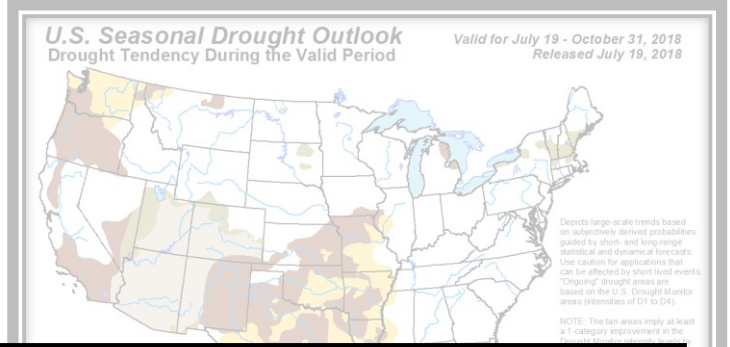 U.S. Seasonal Drought Outlook
Drought Tendency During the Valid Period
Valid for July 19 - October 31, 2018
Released July 19, 2018
Depicts large-scale trends based
on subjectively derived probabilities
guided by short- and long-range
statistical and dynamical forecasts.
Use caution for applications that
can be affected by short lived events.
"Ongoing" drought areas are
based on the U.S. Drought Monitor
areas (intensities of D1 to D4).
NOTE: The tan areas imply at least
a 1-category improvement in the
Drought Monitor intensity levels by